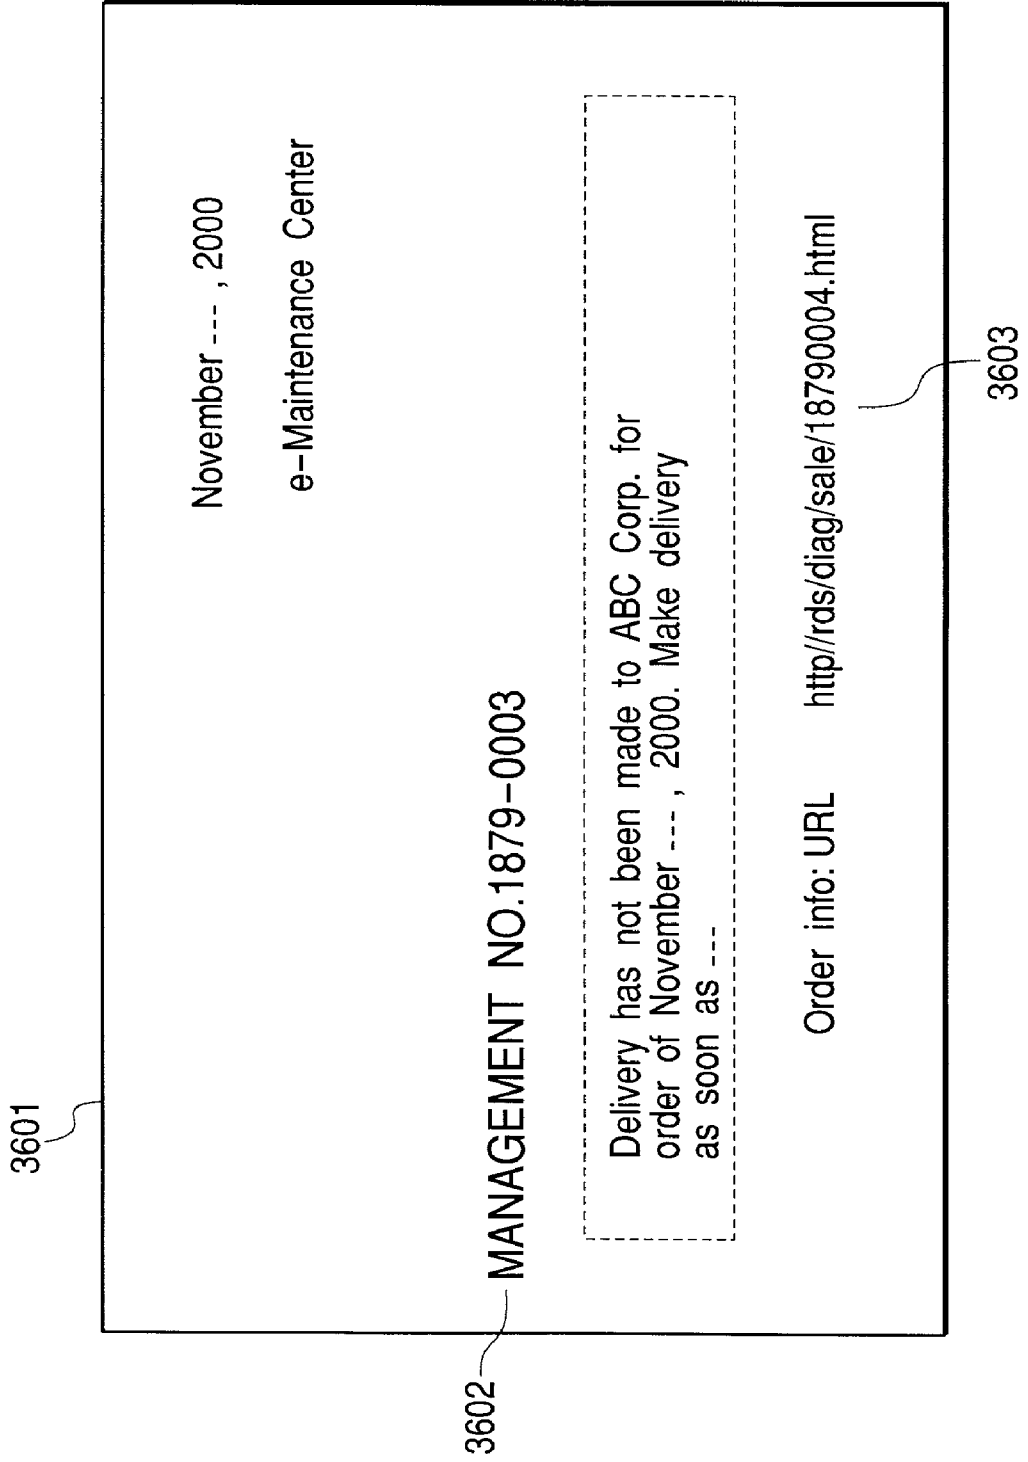 3601
November --- , 2000
e-Maintenance Center
3602
MANAGEMENT NO.1879-0003
Delivery has not been made to ABC Corp. for
order of November --- , 2000. Make delivery
as soon as ---
Order info: URL http//rds/diag/sale/18790004.html
3603